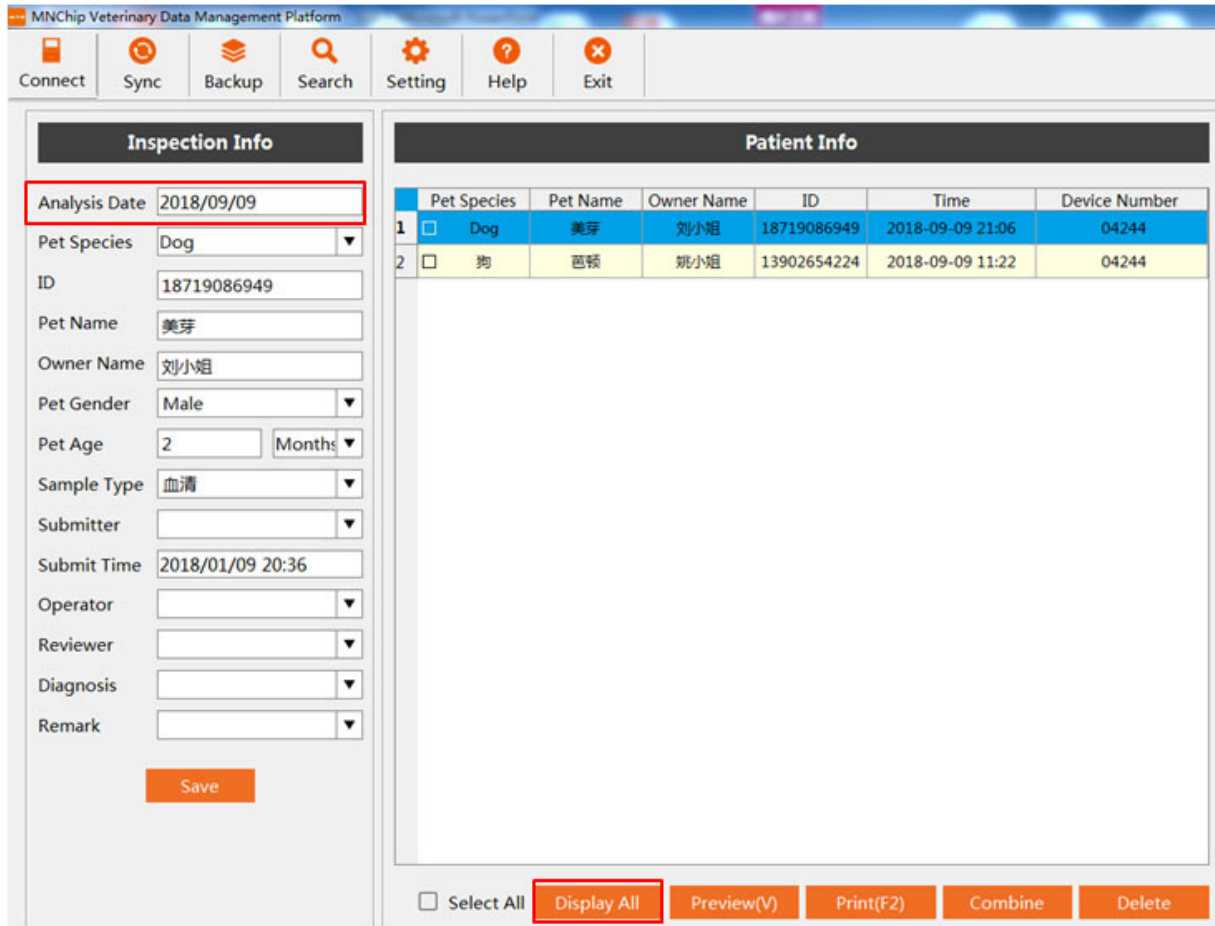 MNChip Veterinary Data Management Platform
Connect Sync Backup Search Setting Help Exit
Inspection Info
Analysis Date 2018/09/09
Pet Species Dog
ID 18719086949
Pet Name 美芽
Owner Name 刘小姐
Pet Gender Male
Pet Age 2 Months
Sample Type 血清
Submitter
Submit Time 2018/01/09 20:36
Operator
Reviewer
Diagnosis
Remark
Save
Patient Info
Pet Species Pet Name Owner Name ID Time Device Number
1 Dog 美芽 刘小姐 18719086949 2018-09-09 21:06 04244
2 狗 芭顿 姚小姐 13902654224 2018-09-09 11:22 04244
Select All Display All Preview(V) Print(F2) Combine Delete